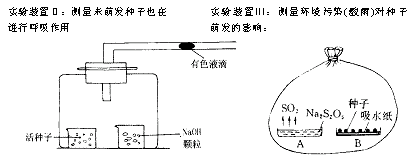 实验装置Ⅱ：测量未萌发种子也在
进行呼吸作用
有色液滴
活种子
NaOH
颗粒
实验装置III：测量环境污染(酸雨)对种子
萌发的影响：
种子
SO₂
Na₂S₂O₅
吸水纸
A
B